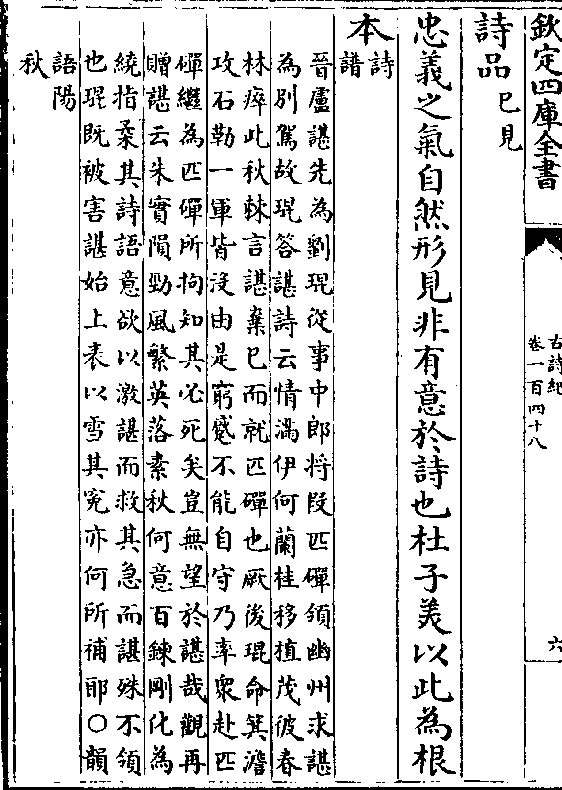 欽定四庫全書
古詩紀
卷一百四十八
六
詩品 已見
忠義之氣自然形見非有意於詩也杜子美以此為根
本 詩譜
晉盧諶先為劉琨從事中郎將段匹磾領幽州求諶
為别駕故琨答諶詩云情滿伊何蘭桂移植茂彼春
林瘁此秋棘言諶棄已而就匹磾也厥後琨命箕澹
攻石勒一軍皆沒由是窮蹙不能自守乃率衆赴匹
磾繼為匹磾所拘知其必死矣豈無望於諶哉觀再
贈諶云朱實隕勁風繁英落素秋何意百鍊剛化為
繞指柔其詩語意欲以激諶而救其急而諶殊不領
也琨既被害諶始上表以雪其冤亦何所補耶○韻
語陽
秋